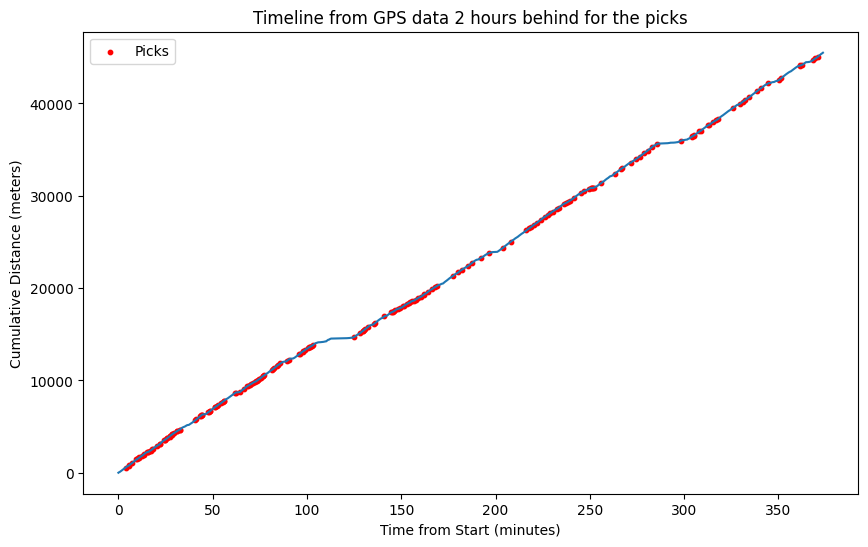 Timeline from GPS data 2 hours behind for the picks
Picks
40000
30000
20000
10000
0
Cumulative Distance (meters)
0 50 100 150 200 250 300 350
Time from Start (minutes)